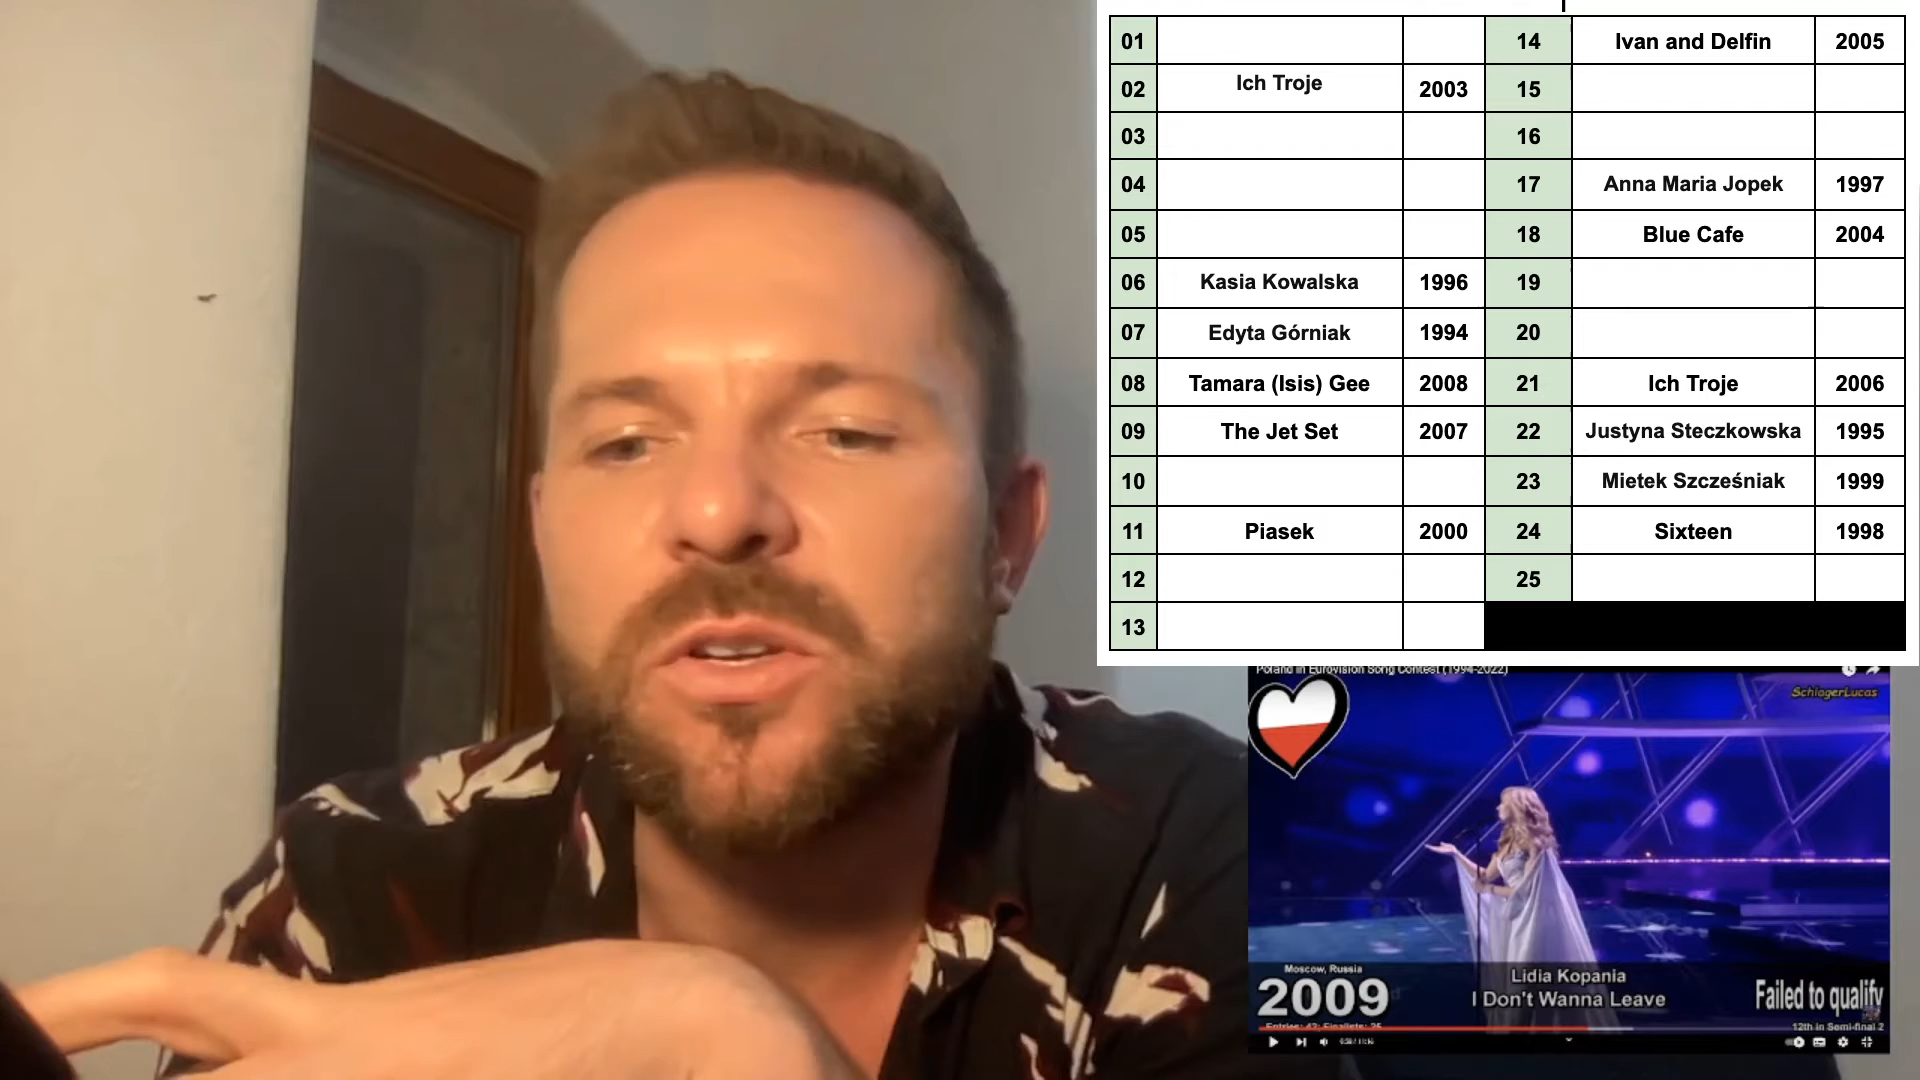 01 14 Ivan and Delfin 2005
02 Ich Troje 2003 15
03 16
04 17 Anna Maria Jopek 1997
05 18 Blue Cafe 2004
06 Kasia Kowalska 1996 19
07 Edyta Górniak 1994 20
08 Tamara (Isis) Gee 2008 21 Ich Troje 2006
09 The Jet Set 2007 22 Justyna Steczkowska 1995
10 23 Mietek Szcześniak 1999
11 Piasek 2000 24 Sixteen 1998
12 25
13
Poland in Eurovision Song Contest (1994-2022)
SchlagerLucas
Moscow, Russia
2009
Lidia Kopania
I Don't Wanna Leave
Failed to qualify
Entries: 42; Finalists: 25
12th in Semi-final 2